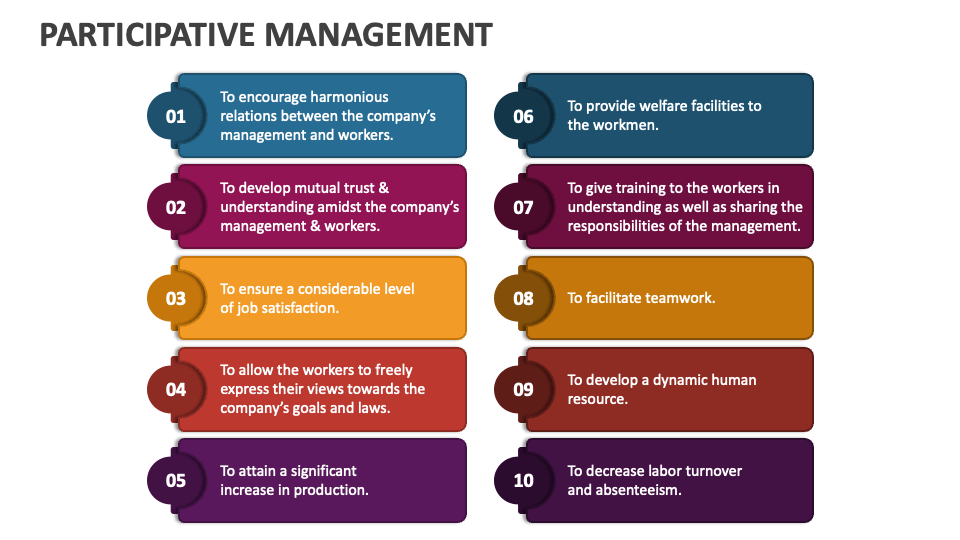 PARTICIPATIVE MANAGEMENT
01
To encourage harmonious
relations between the company's
management and workers.
02
To develop mutual trust &
understanding amidst the company's
management & workers.
03
To ensure a considerable level
of job satisfaction.
04
To allow the workers to freely
express their views towards the
company's goals and laws.
05
To attain a significant
increase in production.
06
To provide welfare facilities to
the workmen.
07
To give training to the workers in
understanding as well as sharing the
responsibilities of the management.
08
To facilitate teamwork.
09
To develop a dynamic human
resource.
10
To decrease labor turnover
and absenteeism.